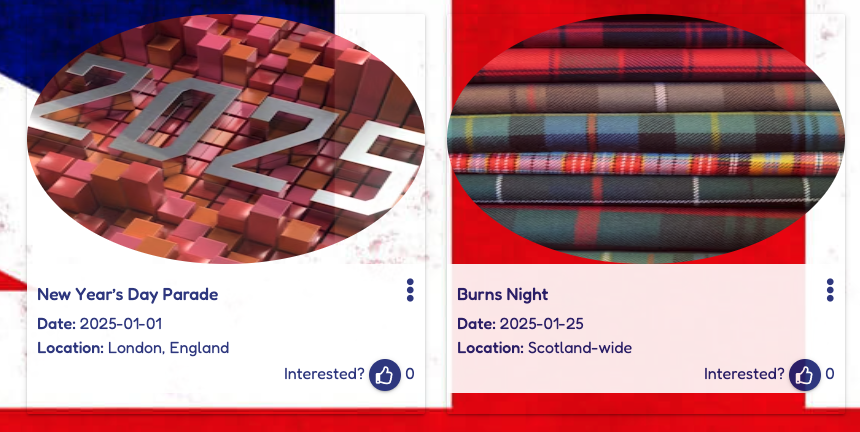 2025
New Year's Day Parade
Date: 2025-01-01
Location: London, England
Interested? 0
Burns Night
Date: 2025-01-25
Location: Scotland-wide
Interested? 0